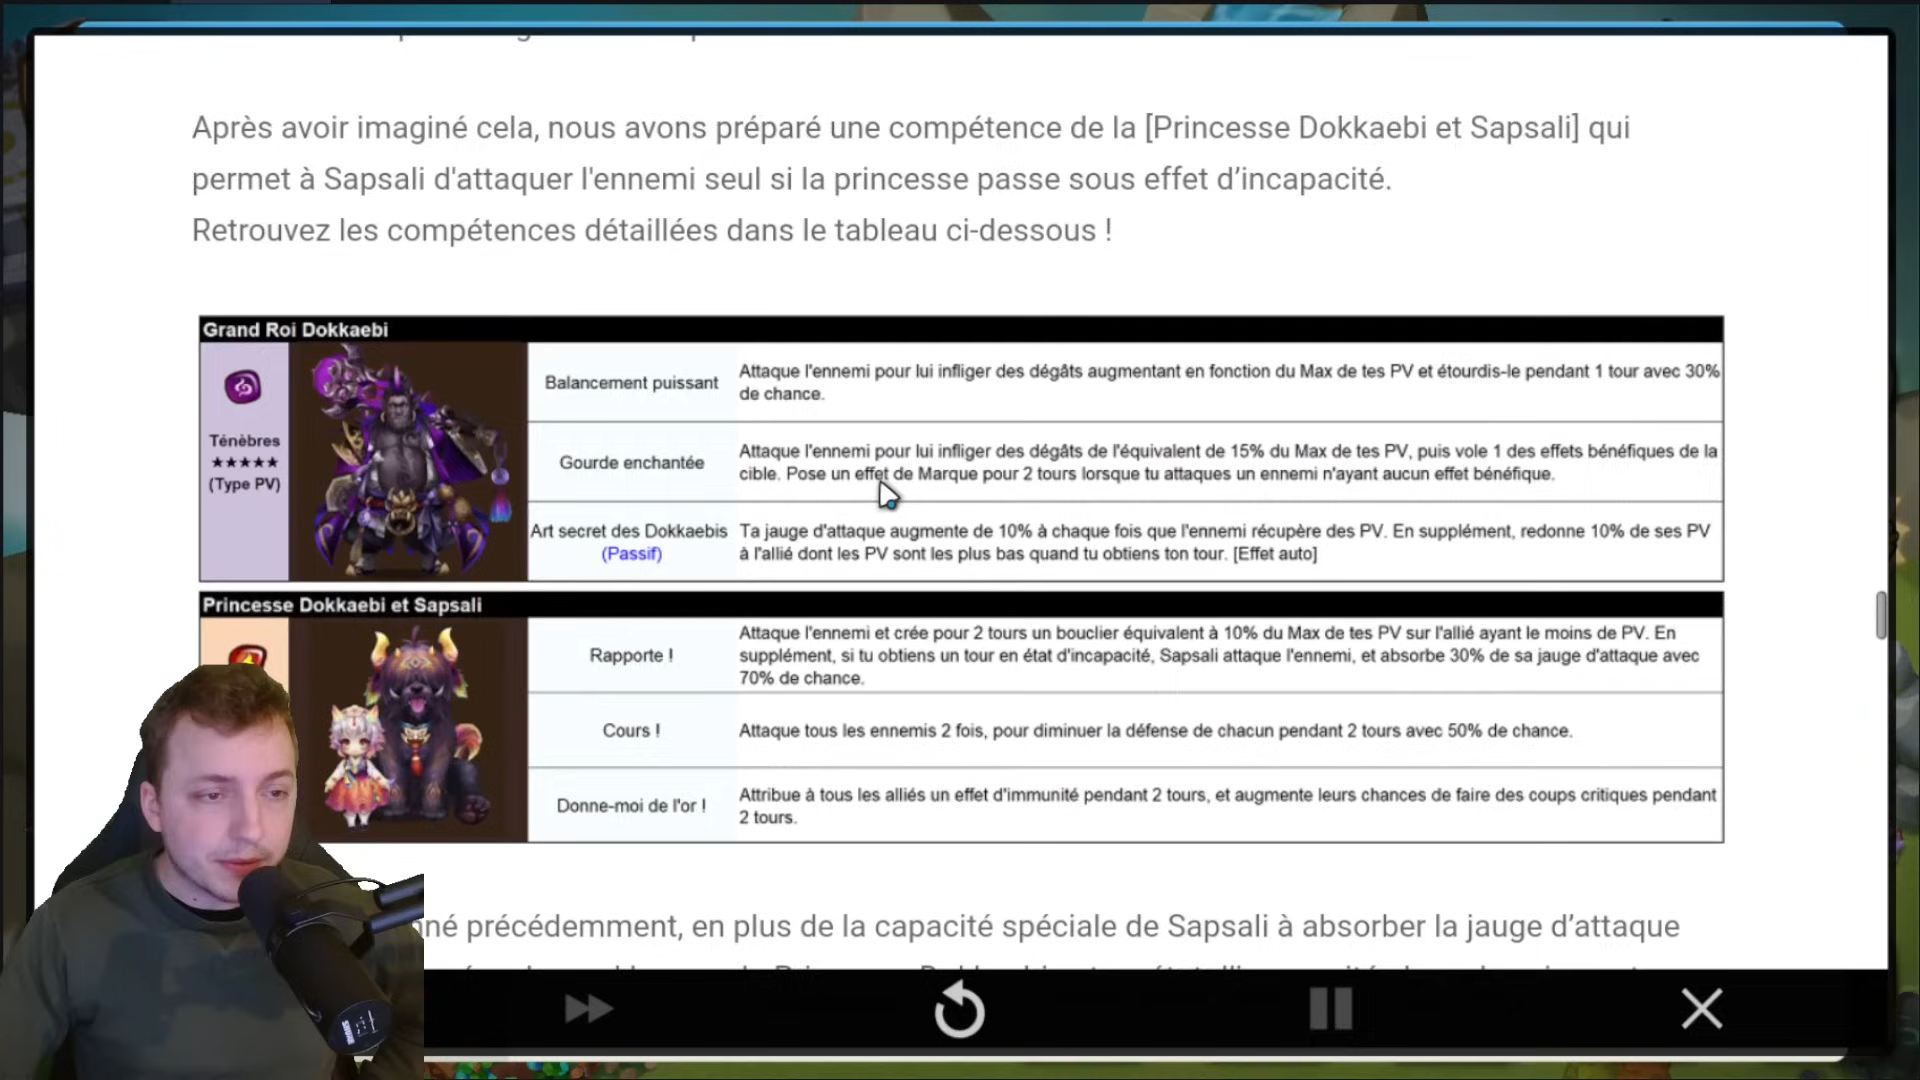 Après avoir imaginé cela, nous avons préparé une compétence de la [Princesse Dokkaebi et Sapsali] qui
permet à Sapsali d'attaquer l'ennemi seul si la princesse passe sous effet d’incapacité.
Retrouvez les compétences détaillées dans le tableau ci-dessous !
Grand Roi Dokkaebi
Ténèbres
★★★★★
(Type PV)
Balancement puissant
Attaque l'ennemi pour lui infliger des dégâts augmentant en fonction du Max de tes PV et étourdis-le pendant 1 tour avec 30%
de chance.
Gourde enchantée
Attaque l'ennemi pour lui infliger des dégâts de l'équivalent de 15% du Max de tes PV, puis vole 1 des effets bénéfiques de la
cible. Pose un effet de Marque pour 2 tours lorsque tu attaques un ennemi n'ayant aucun effet bénéfique.
Art secret des Dokkaebis
(Passif)
Ta jauge d'attaque augmente de 10% à chaque fois que l'ennemi récupère des PV. En supplément, redonne 10% de ses PV
à l'allié dont les PV sont les plus bas quand tu obtiens ton tour. [Effet auto]
Princesse Dokkaebi et Sapsali
Rapporte !
Attaque l'ennemi et crée pour 2 tours un bouclier équivalent à 10% du Max de tes PV sur l'allié ayant le moins de PV. En
supplément, si tu obtiens un tour en état d'incapacité, Sapsali attaque l'ennemi, et absorbe 30% de sa jauge d'attaque avec
70% de chance.
Cours !
Attaque tous les ennemis 2 fois, pour diminuer la défense de chacun pendant 2 tours avec 50% de chance.
Donne-moi de l'or !
Attribue à tous les alliés un effet d'immunité pendant 2 tours, et augmente leurs chances de faire des coups critiques pendant
2 tours.
précédemment, en plus de la capacité spéciale de Sapsali à absorber la jauge d’attaque